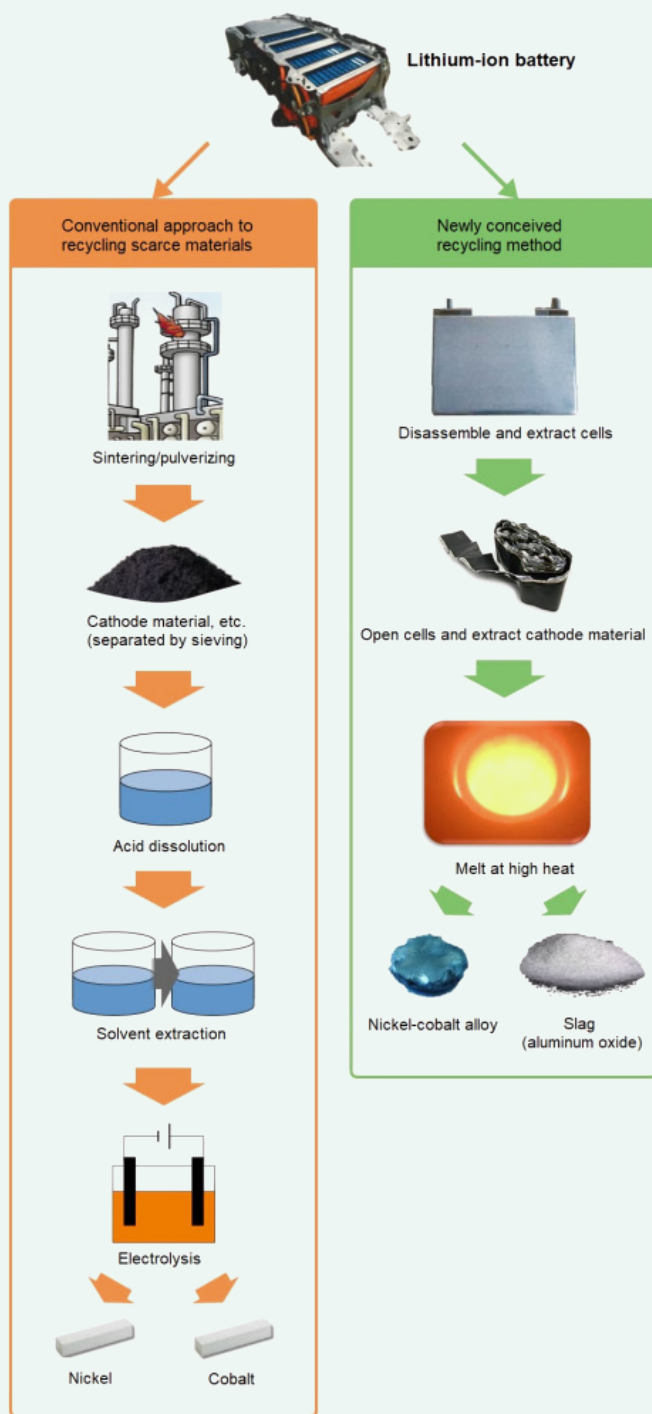 Lithium-ion battery
Conventional approach to
recycling scarce materials
Sintering/pulverizing
Cathode material, etc.
(separated by sieving)
Acid dissolution
Solvent extraction
Electrolysis
Nickel
Cobalt
Newly conceived
recycling method
Disassemble and extract cells
Open cells and extract cathode material
Melt at high heat
Nickel-cobalt alloy
Slag
(aluminum oxide)